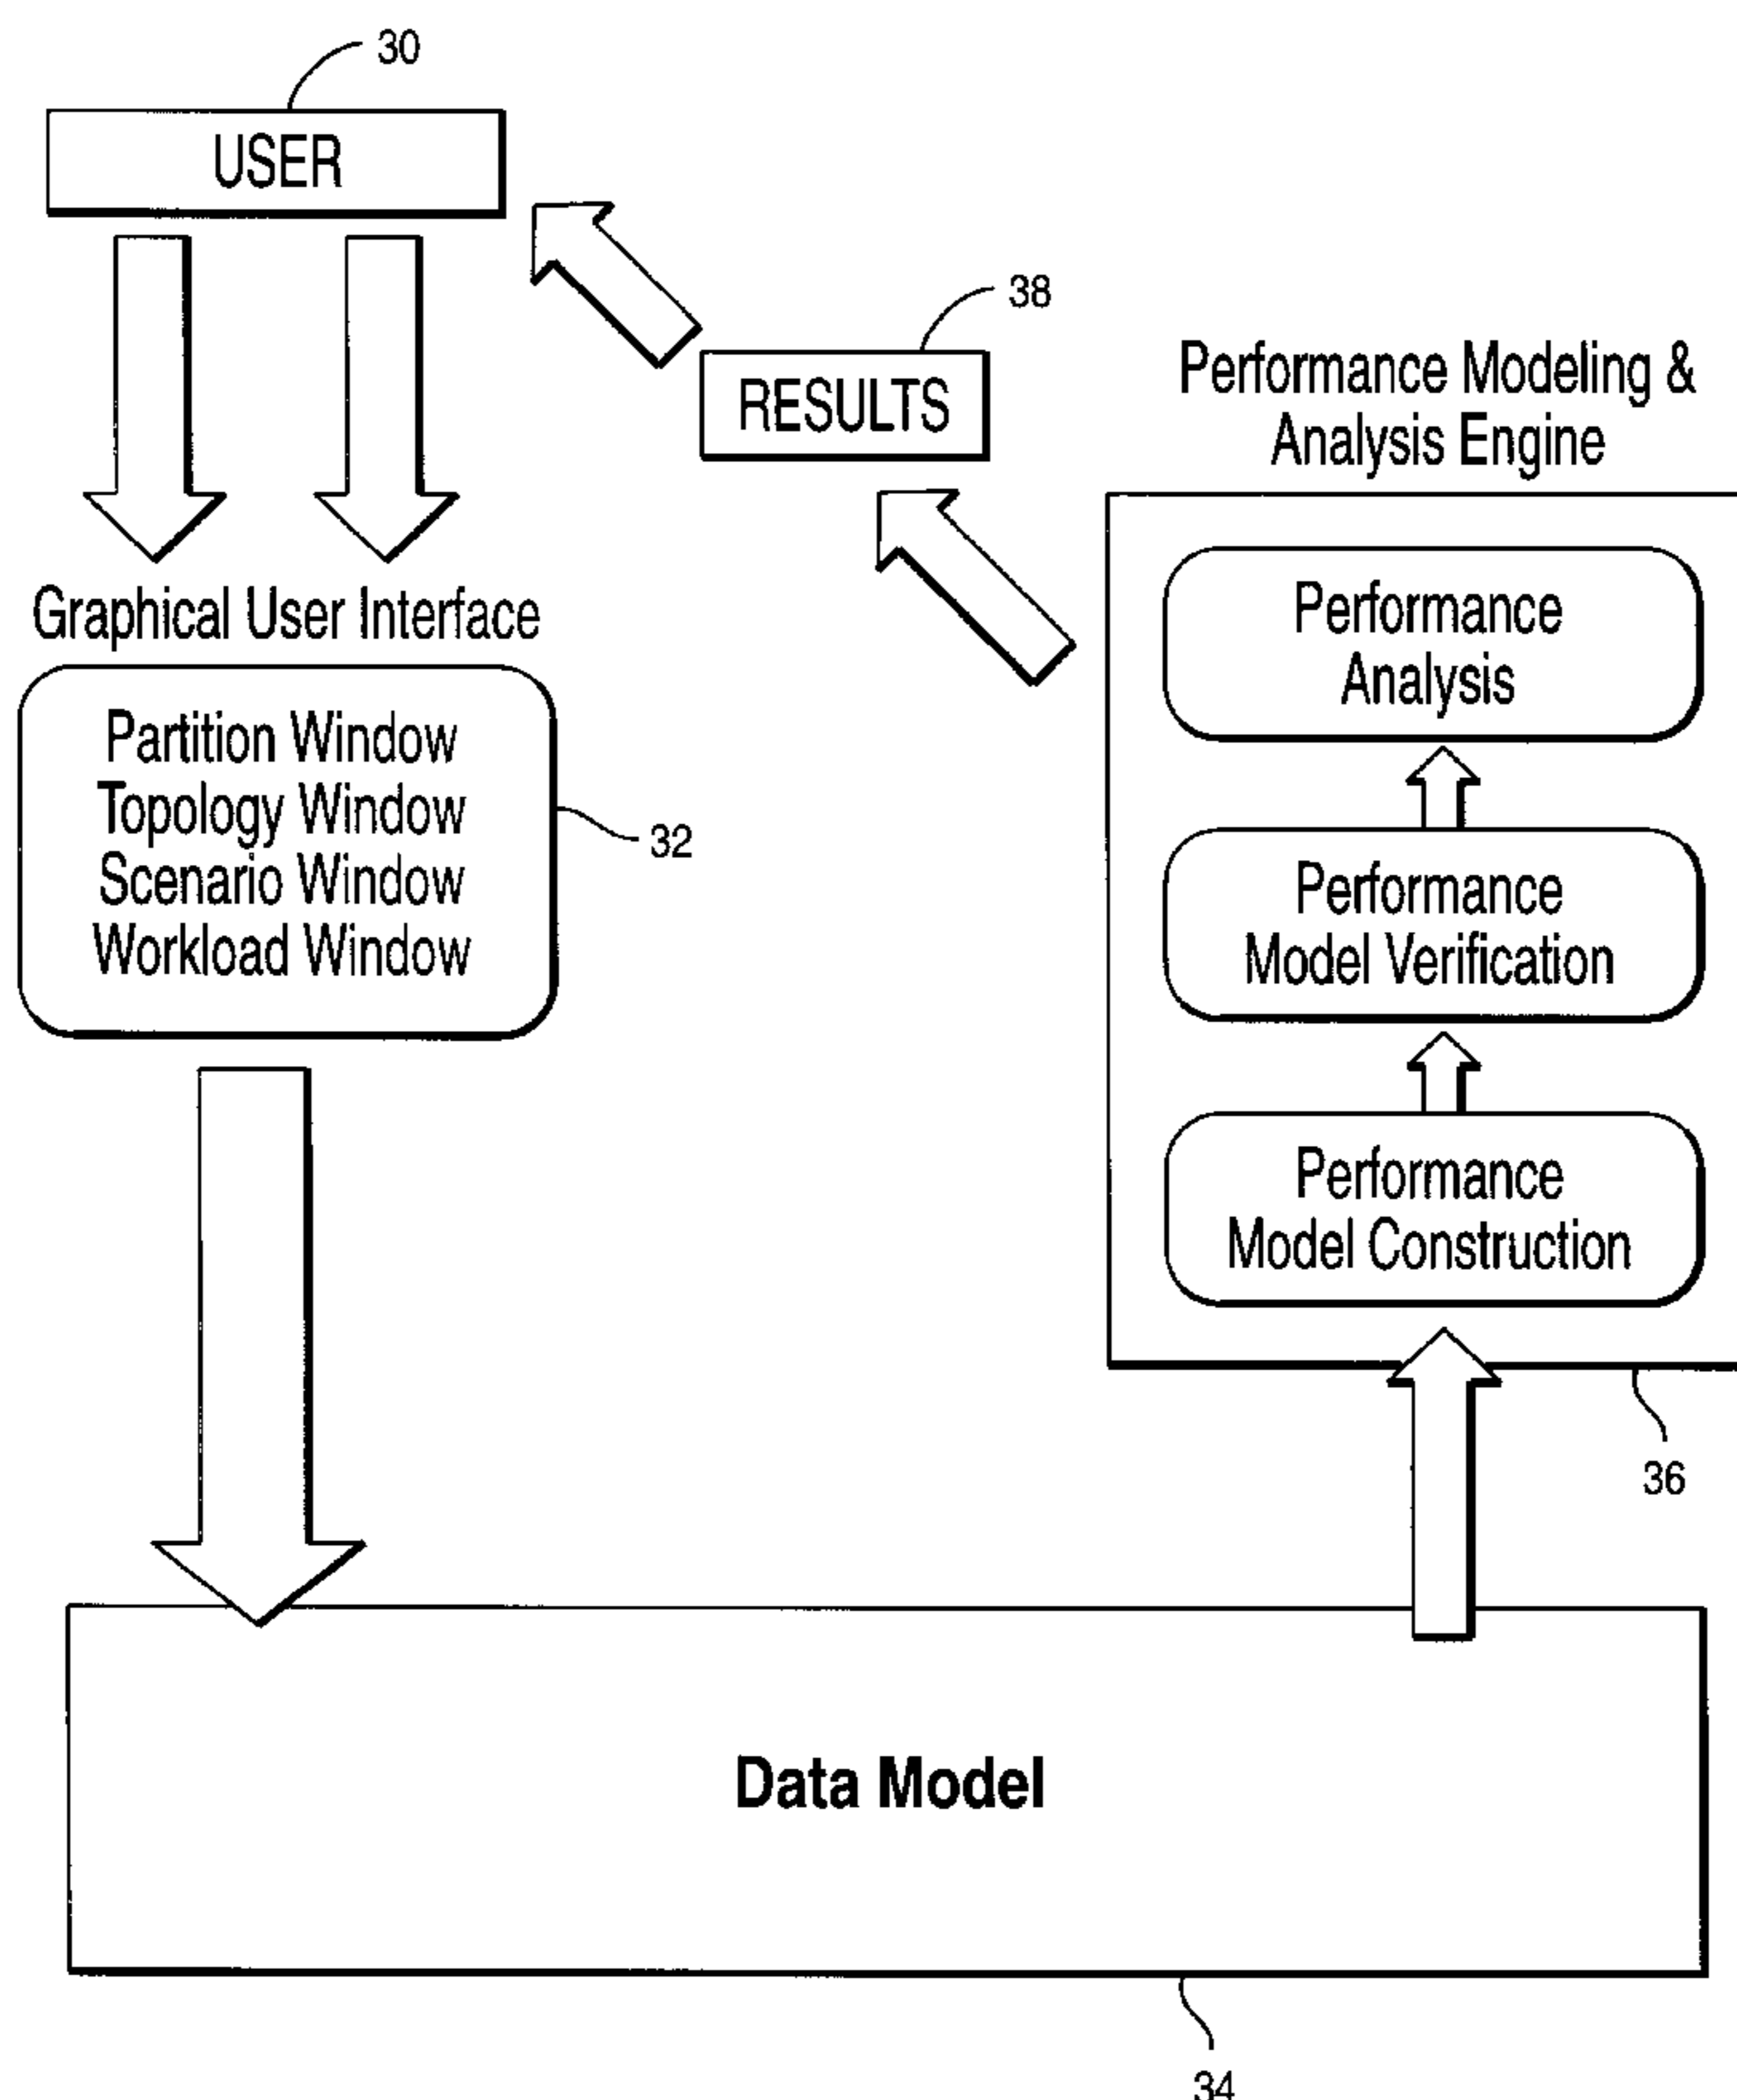 30
USER
38
RESULTS
Performance Modeling &
Analysis Engine
Graphical User Interface
Partition Window
Topology Window
Scenario Window
Workload Window
32
Performance
Analysis
Performance
Model Verification
Performance
Model Construction
36
Data Model
34